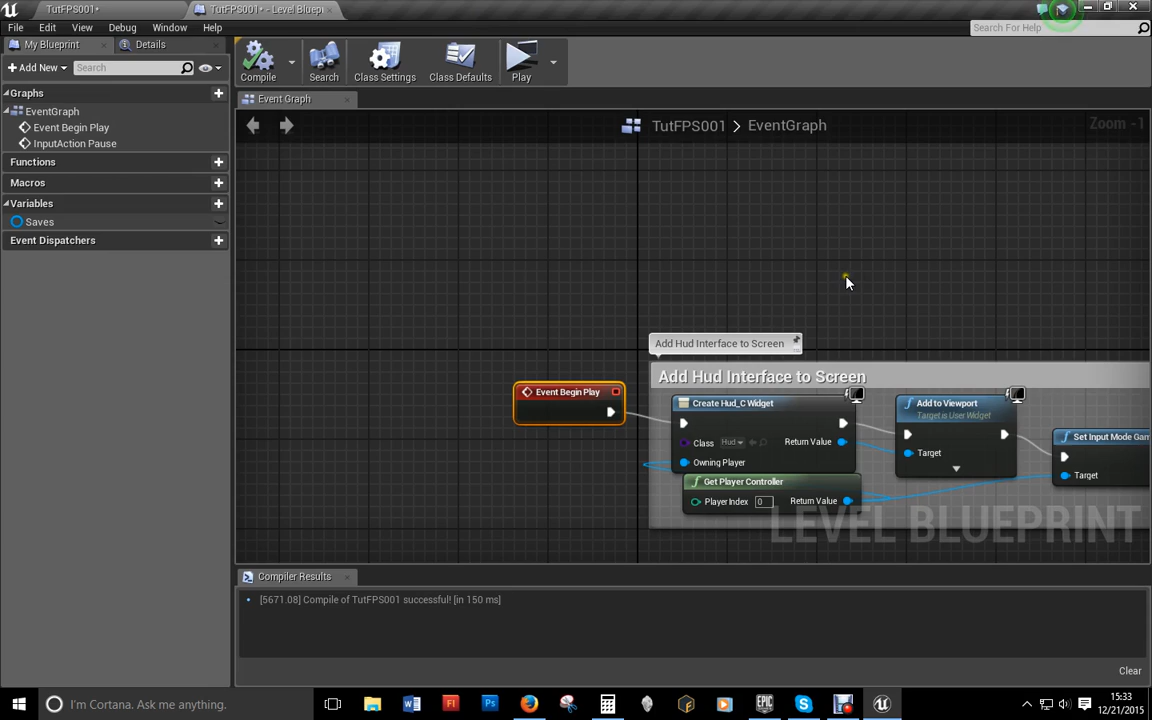 TutFPS001*
TutFPS001* - Level Bluepri
File Edit View Debug Window Help
Search For Help
My Blueprint
Details
Add New
Search
Compile
Search
Class Settings
Class Defaults
Play
Graphs
EventGraph
Event Begin Play
InputAction Pause
Functions
Macros
Variables
Saves
Event Dispatchers
Event Graph
TutFPS001 > EventGraph
Zoom -1
Add Hud Interface to Screen
Add Hud Interface to Screen
Event Begin Play
Create Hud_C Widget
Class Hud
Return Value
Owning Player
Get Player Controller
Player Index 0
Return Value
Add to Viewport
Target is User Widget
Target
Set Input Mode Gam
Target
LEVEL BLUEPRINT
Compiler Results
[5671.08] Compile of TutFPS001 successful! [in 150 ms]
Clear
I'm Cortana. Ask me anything.
15:33
12/21/2015